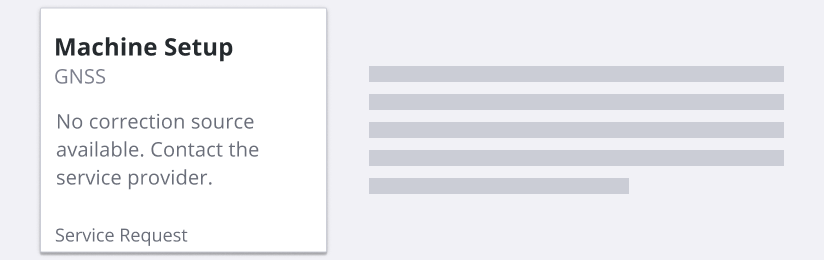 Machine Setup
GNSS
No correction source
available. Contact the
service provider.
Service Request